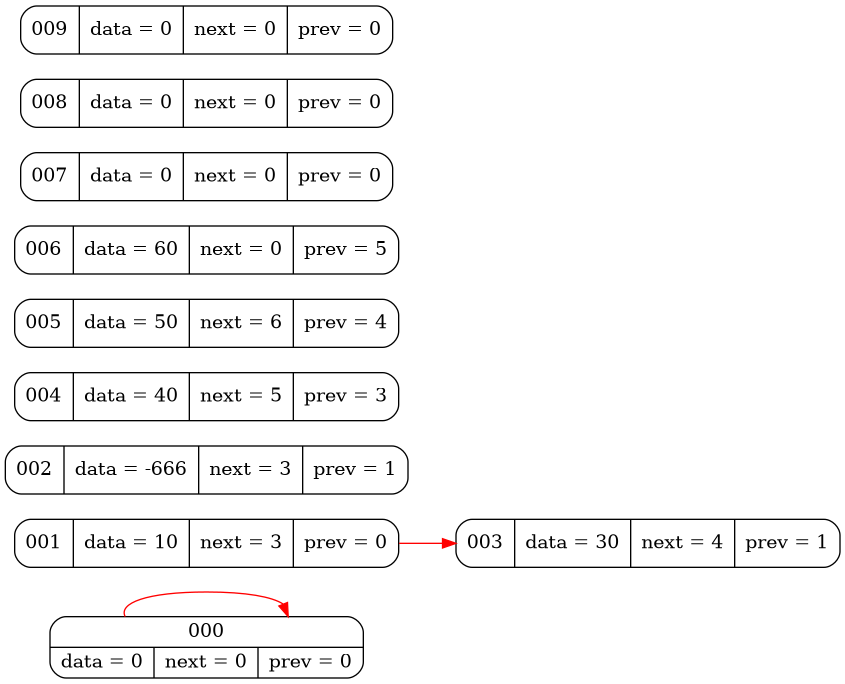 009 data = 0 next = 0 prev = 0
008 data = 0 next = 0 prev = 0
007 data = 0 next = 0 prev = 0
006 data = 60 next = 0 prev = 5
005 data = 50 next = 6 prev = 4
004 data = 40 next = 5 prev = 3
002 data = -666 next = 3 prev = 1
001 data = 10 next = 3 prev = 0
003 data = 30 next = 4 prev = 1
000
data = 0 next = 0 prev = 0